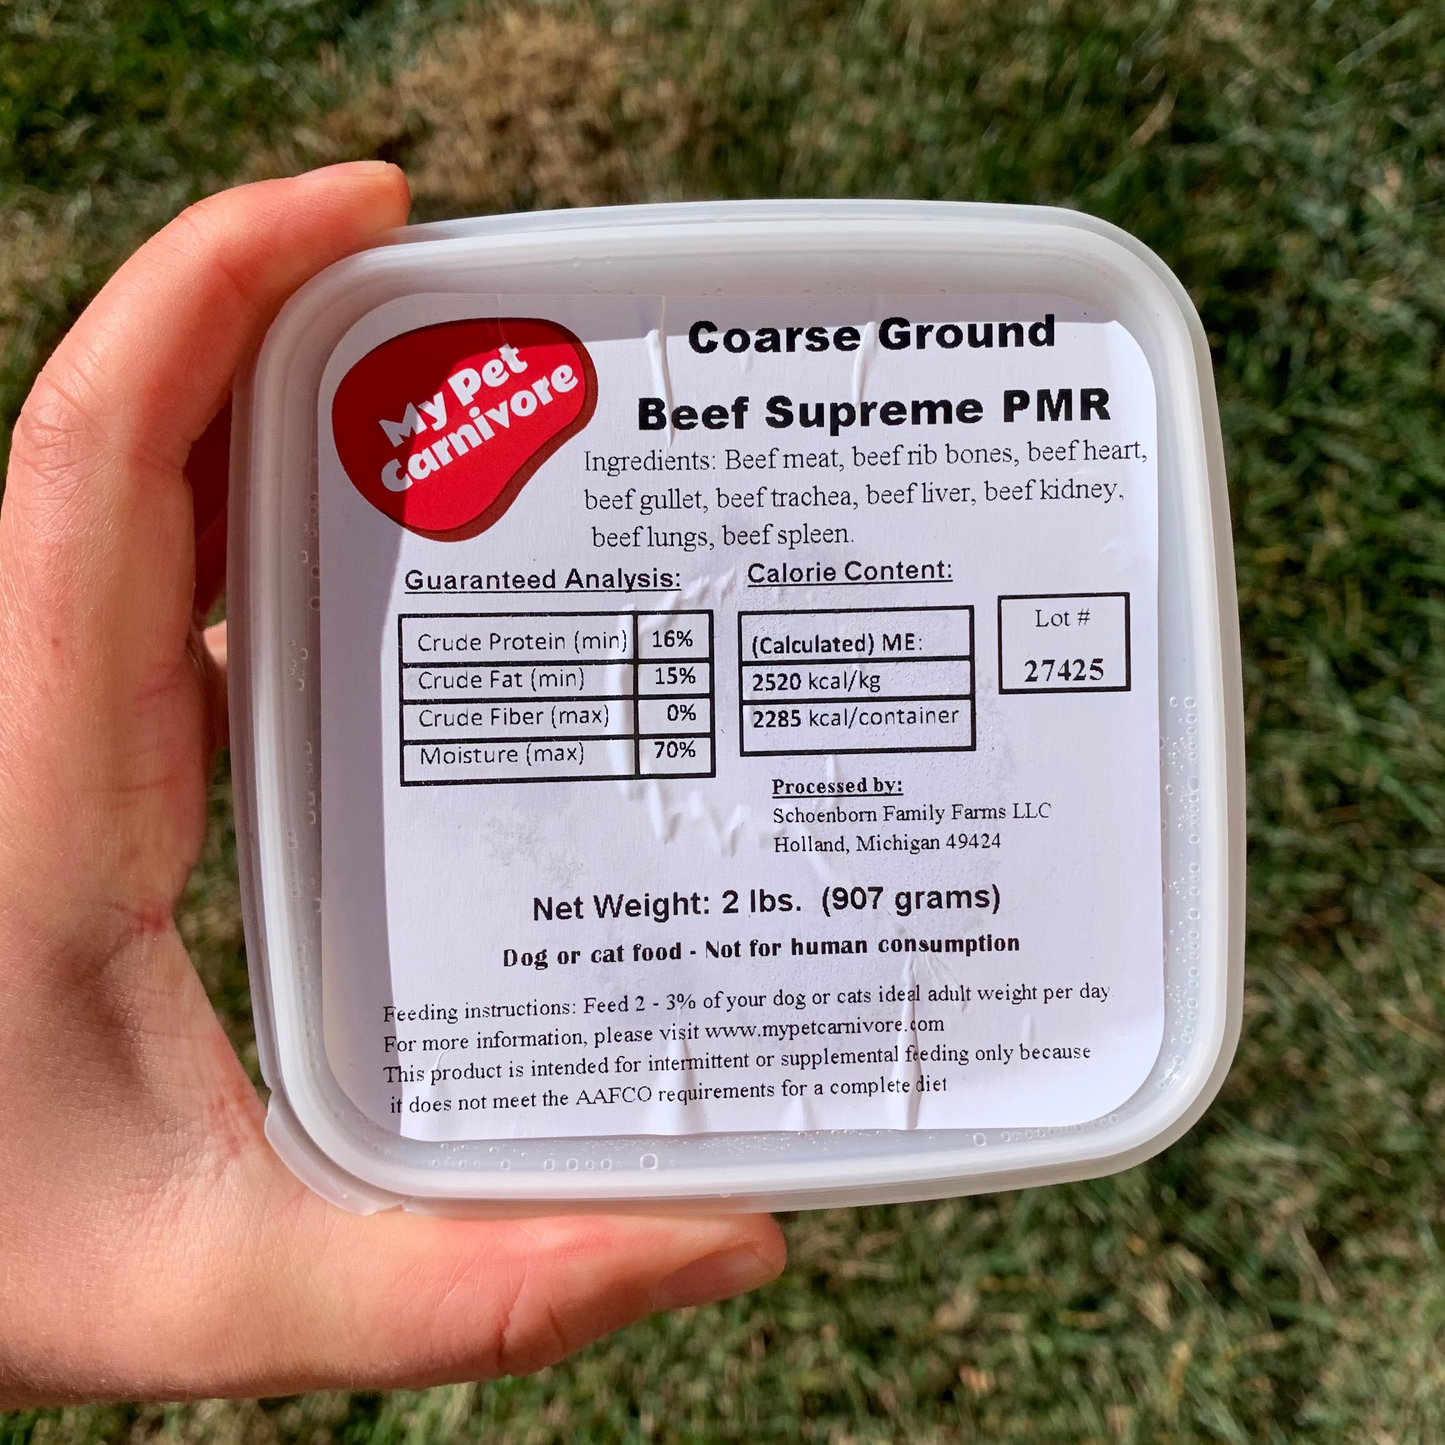 My Pet
Carnivore
Coarse Ground
Beef Supreme PMR
Ingredients: Beef meat, beef rib bones, beef heart,
beef gullet, beef trachea, beef liver, beef kidney,
beef lungs, beef spleen.
Guaranteed Analysis:
Crude Protein (min) 16%
Crude Fat (min) 15%
Crude Fiber (max) 0%
Moisture (max) 70%
Calorie Content:
(Calculated) ME:
2520 kcal/kg
2285 kcal/container
Lot #
27425
Processed by:
Schoenborn Family Farms LLC
Holland, Michigan 49424
Net Weight: 2 lbs. (907 grams)
Dog or cat food - Not for human consumption
Feeding instructions: Feed 2 - 3% of your dog or cats ideal adult weight per day
For more information, please visit www.mypetcarnivore.com
This product is intended for intermittent or supplemental feeding only because
it does not meet the AAFCO requirements for a complete diet